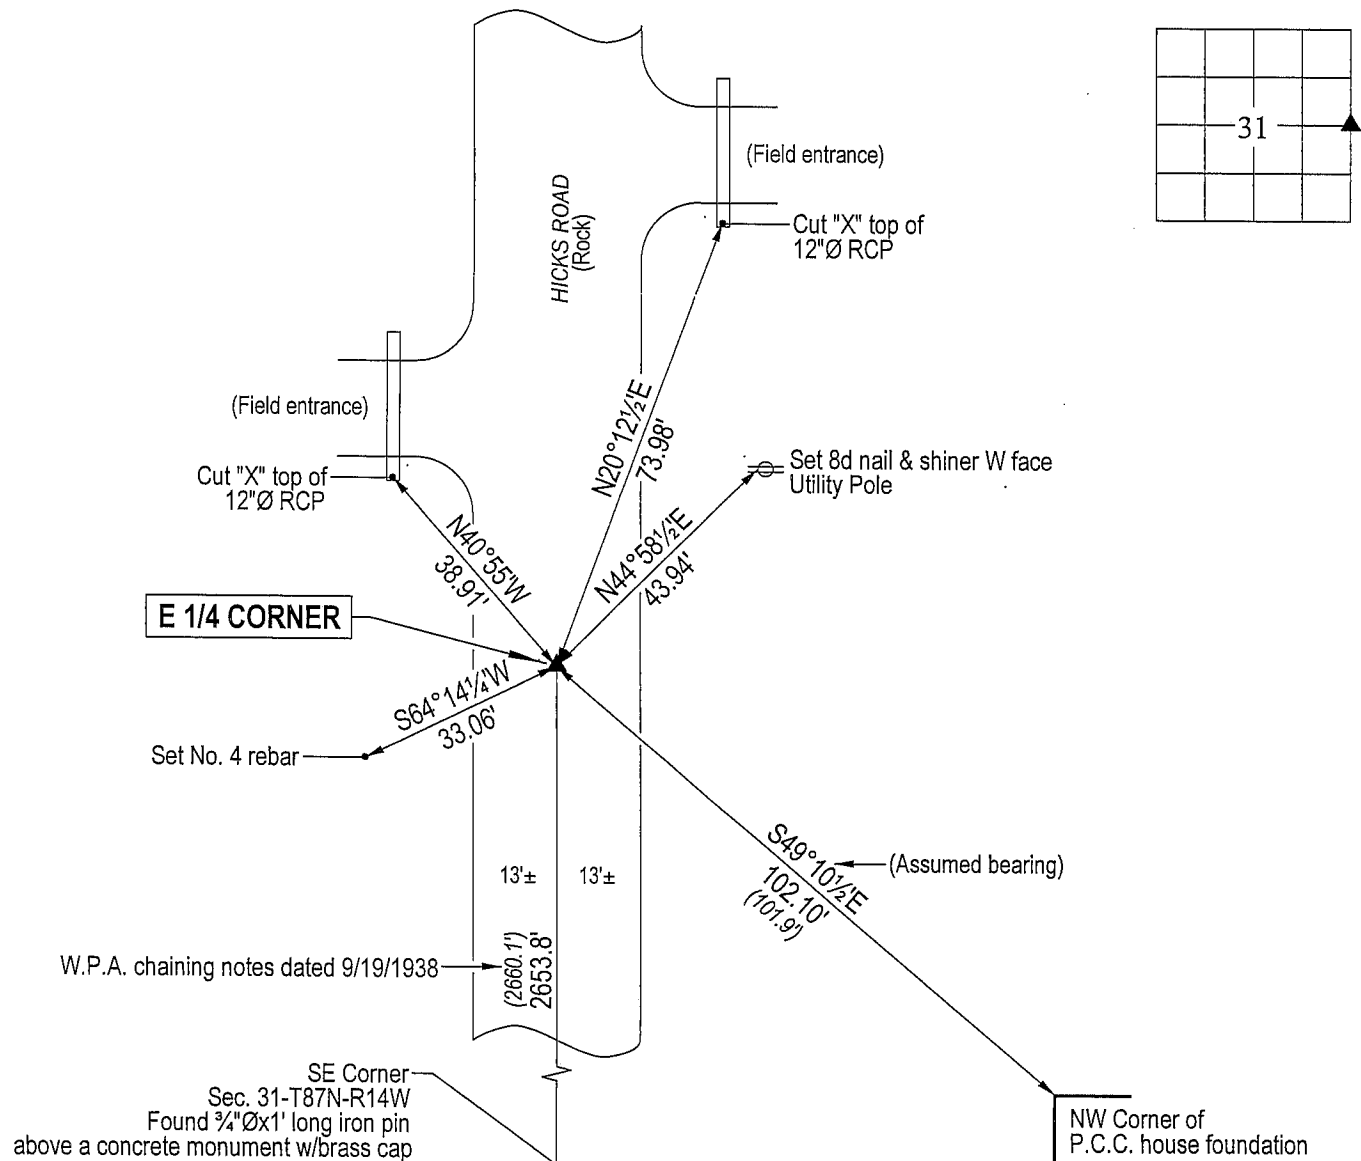 31
(Field entrance)
HICKS ROAD
(Rock)
Cut "X" top of
12"Ø RCP
(Field entrance)
N20°12½'E
73.98'
Set 8d nail & shiner W face
Utility Pole
Cut "X" top of
12"Ø RCP
N40°55'W
38.91'
N44°58½'E
43.94'
E 1/4 CORNER
S64°14¼'W
33.06'
Set No. 4 rebar
S49°10½'E
102.10'
(101.9')
(Assumed bearing)
13'±
13'±
W.P.A. chaining notes dated 9/19/1938
(2660.1')
2653.8'
SE Corner
Sec. 31-T87N-R14W
Found ¾"Øx1' long iron pin
above a concrete monument w/brass cap
NW Corner of
P.C.C. house foundation